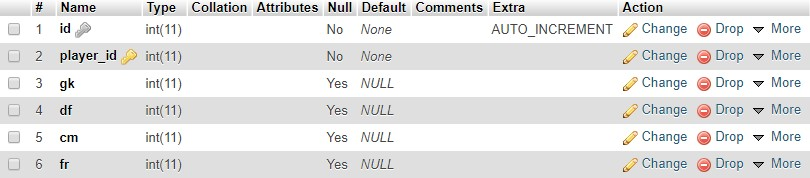 # Name Type Collation Attributes Null Default Comments Extra Action
1 id int(11) No None AUTO_INCREMENT Change Drop More
2 player_id int(11) No None Change Drop More
3 gk int(11) Yes NULL Change Drop More
4 df int(11) Yes NULL Change Drop More
5 cm int(11) Yes NULL Change Drop More
6 fr int(11) Yes NULL Change Drop More